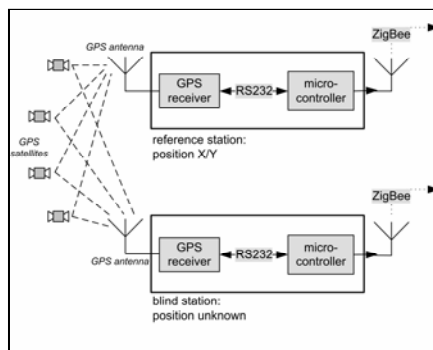 ZigBee
GPS antenna
GPS
receiver
RS232
micro-
controller
GPS
satellites
reference station:
position X/Y
ZigBee
GPS
receiver
RS232
micro-
controller
GPS antenna
blind station:
position unknown